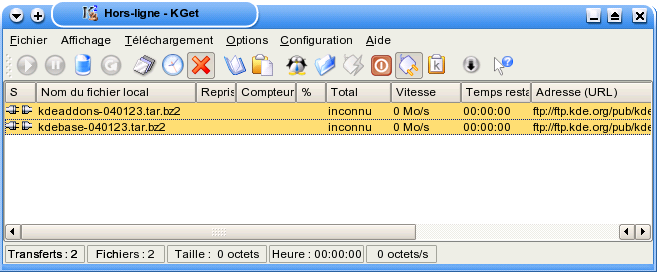 Hors-ligne - KGet
Fichier Affichage Téléchargement Options Configuration Aide
S Nom du fichier local Repris Compteur % Total Vitesse Temps resta Adresse (URL)
kdeaddons-040123.tar.bz2 inconnu 0 Mo/s 00:00:00 ftp://ftp.kde.org/pub/kde
kdebase-040123.tar.bz2 inconnu 0 Mo/s 00:00:00 ftp://ftp.kde.org/pub/kde
Transferts : 2 Fichiers : 2 Taille : 0 octets Heure : 00:00:00 0 octets/s